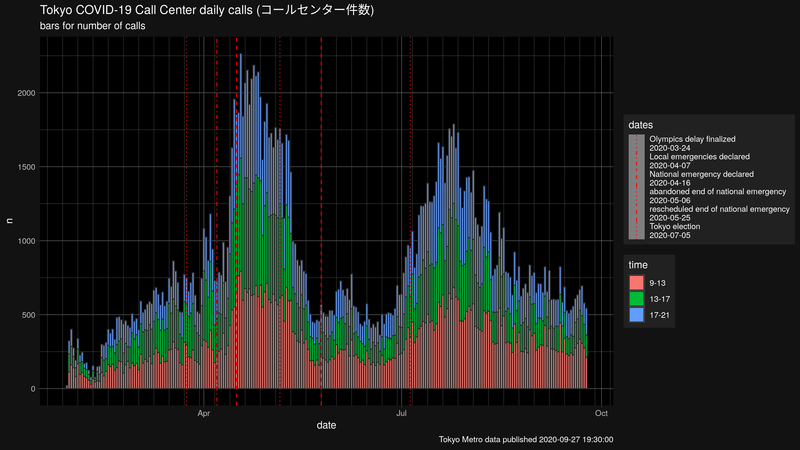 Tokyo COVID-19 Call Center daily calls (コールセンター件数)
bars for number of calls
2000
1500
1000
500
0
n
Apr
Jul
Oct
date
dates
Olympics delay finalized
2020-03-24
Local emergencies declared
2020-04-07
National emergency declared
2020-04-16
abandoned end of national emergency
2020-05-06
rescheduled end of national emergency
2020-05-25
Tokyo election
2020-07-05
time
9-13
13-17
17-21
Tokyo Metro data published 2020-09-27 19:30:00